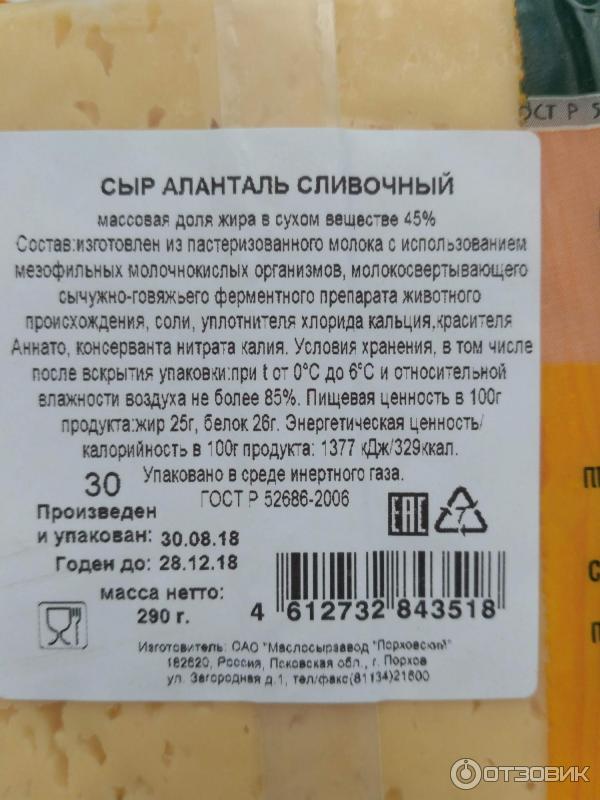 ОСТ Р 5
СЫР АЛАНТАЛЬ СЛИВОЧНЫЙ
массовая доля жира в сухом веществе 45%
Состав:изготовлен из пастеризованного молока с использованием
мезофильных молочнокислых организмов, молокосвертывающего
сычужно-говяжьего ферментного препарата животного
происхождения, соли, уплотнителя хлорида кальция,красителя
Аннато, консерванта нитрата калия. Условия хранения, в том числе
после вскрытия упаковки:при t от 0°С до 6°С и относительной
влажности воздуха не более 85%. Пищевая ценность в 100г
продукта:жир 25г, белок 26г. Энергетическая ценность/
калорийность в 100г продукта: 1377 кДж/329ккал.
Упаковано в среде инертного газа.
30
ГОСТ Р 52686-2006
Произведен
и упакован: 30.08.18
Годен до: 28.12.18
масса нетто:
290 г.
EAC
7
4 612732 843518
Изготовитель: ОАО "Маслосырзавод "Порховский"
182620, Россия, Псковская обл., г. Порхов
ул. Загородная д.1, тел/факс(81134)21600
П
С
П
ОТЗОВИК